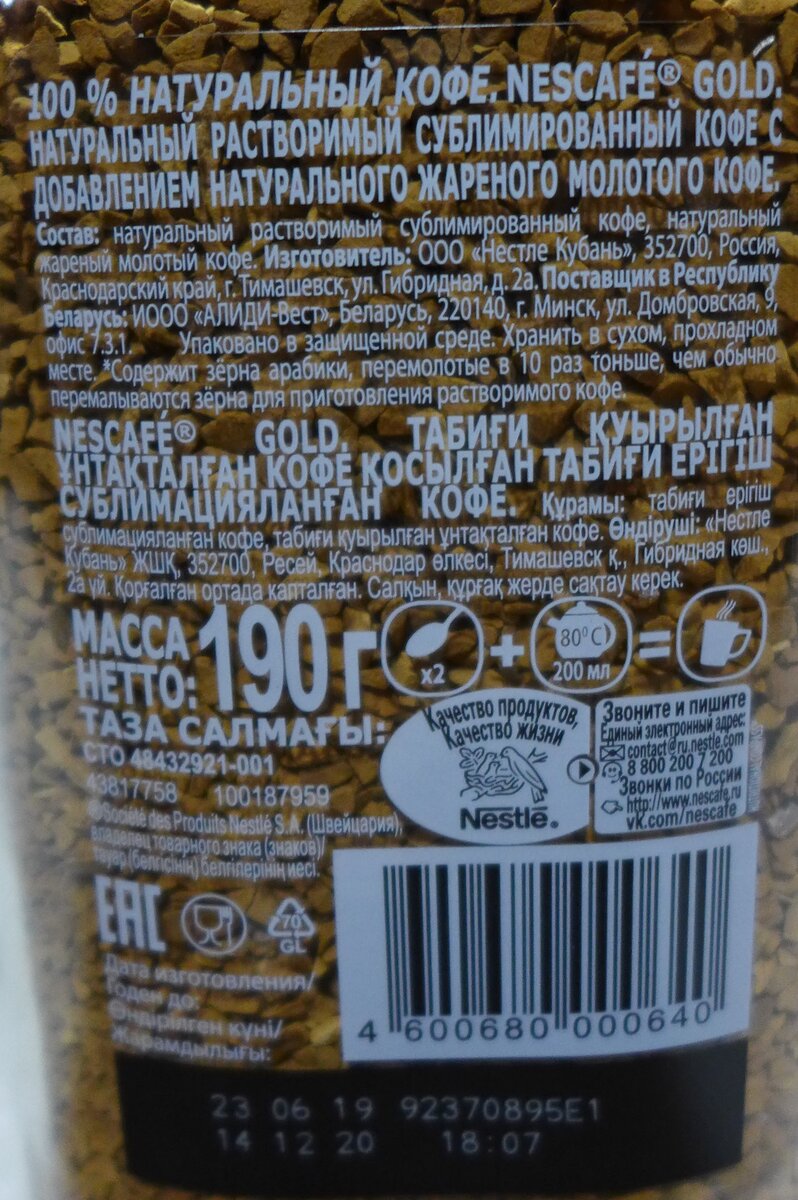 100 % НАТУРАЛЬНЫЙ КОФЕ. NESCAFÉ® GOLD.
НАТУРАЛЬНЫЙ РАСТВОРИМЫЙ СУБЛИМИРОВАННЫЙ КОФЕ С
ДОБАВЛЕНИЕМ НАТУРАЛЬНОГО ЖАРЕНОГО МОЛОТОГО КОФЕ.
Состав: натуральный растворимый сублимированный кофе, натуральный
жареный молотый кофе. Изготовитель: ООО «Нестле Кубань», 352700, Россия,
Краснодарский край, г. Тимашевск, ул. Гибридная, д. 2а. Поставщик в Республику
Беларусь: ИООО «АЛИДИ-Вест», Беларусь, 220140, г. Минск, ул. Домбровская, 9,
офис 7.3.1. Упаковано в защищенной среде. Хранить в сухом, прохладном
месте. *Содержит зёрна арабики, перемолотые в 10 раз тоньше, чем обычно
перемалываются зёрна для приготовления растворимого кофе.
NESCAFÉ® GOLD. ТАБИҒИ ҚУЫРЫЛҒАН
ҰНТАҚТАЛҒАН КОФЕ ҚОСЫЛҒАН ТАБИҒИ ЕРІГІШ
СУБЛИМАЦИЯЛАНҒАН КОФЕ. Құрамы: табиғи ерігіш
сублимацияланған кофе, табиғи қуырылған ұнтақталған кофе. Өндіруші: «Нестле
Кубань» ЖШҚ, 352700, Ресей, Краснодар өлкесі, Тимашевск қ., Гибридная көш.,
2а үй. Қорғалған ортада капталған. Салқын, құрғақ жерде сақтау керек.
МАССА
НЕТТО: 190 г
x2 + 80°C
200 мл =
ТАЗА САЛМАҒЫ:
СТО 48432921-001
43817758 100187959
®Société des Produits Nestlé S.A. (Швейцария),
владелец товарного знака (знаков)/
тауар (белгісінің) белгілерінің иесі.
Качество продуктов,
Качество жизни
Nestlé®
Звоните и пишите
Единый электронный адрес:
contact@ru.nestle.com
8 800 200 7 200
Звонки по России
http://www.nescafe.ru
vk.com/nescafe
EAC
70
GL
Дата изготовления/
Годен до:
Өндірілген күні/
Жарамдылығы:
4 600680 000640
23 06 19 92370895E1
14 12 20 18:07